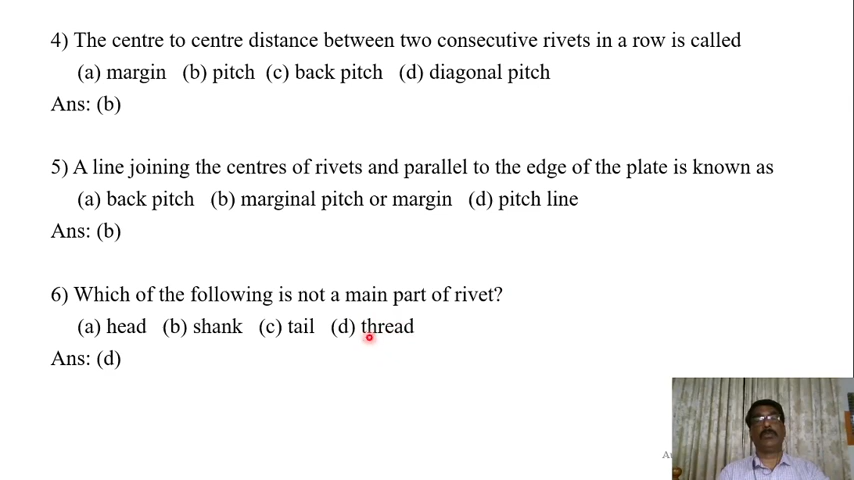 4) The centre to centre distance between two consecutive rivets in a row is called
(a) margin (b) pitch (c) back pitch (d) diagonal pitch
Ans: (b)
5) A line joining the centres of rivets and parallel to the edge of the plate is known as
(a) back pitch (b) marginal pitch or margin (d) pitch line
Ans: (b)
6) Which of the following is not a main part of rivet?
(a) head (b) shank (c) tail (d) thread
Ans: (d)